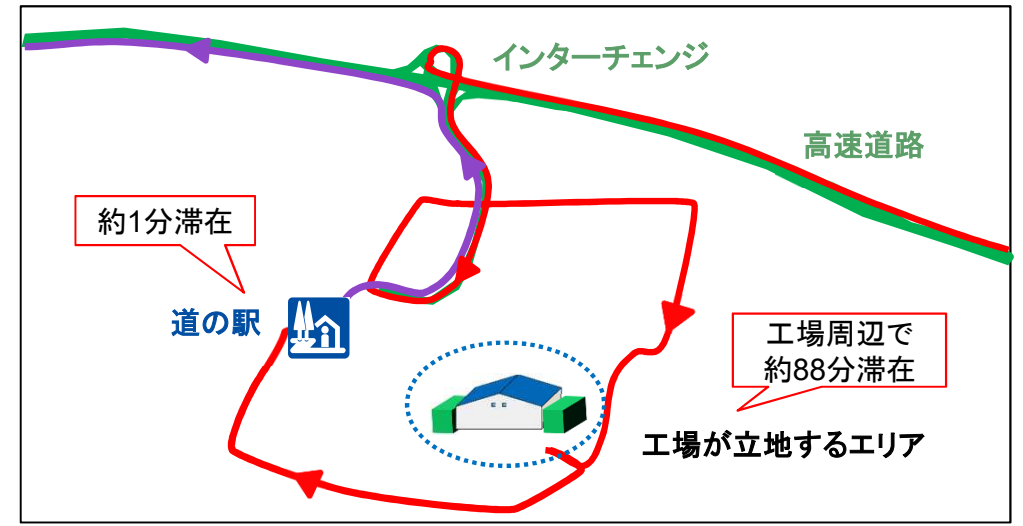 インターチェンジ
高速道路
約1分滞在
道の駅
工場周辺で
約88分滞在
工場が立地するエリア